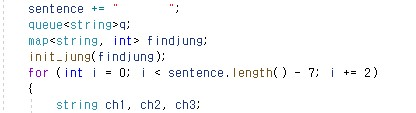 sentence += "       ";
queue<string>q;
map<string, int> findjung;
init_jung(findjung);
for (int i = 0; i < sentence.length() - 7; i += 2)
{
string ch1, ch2, ch3;